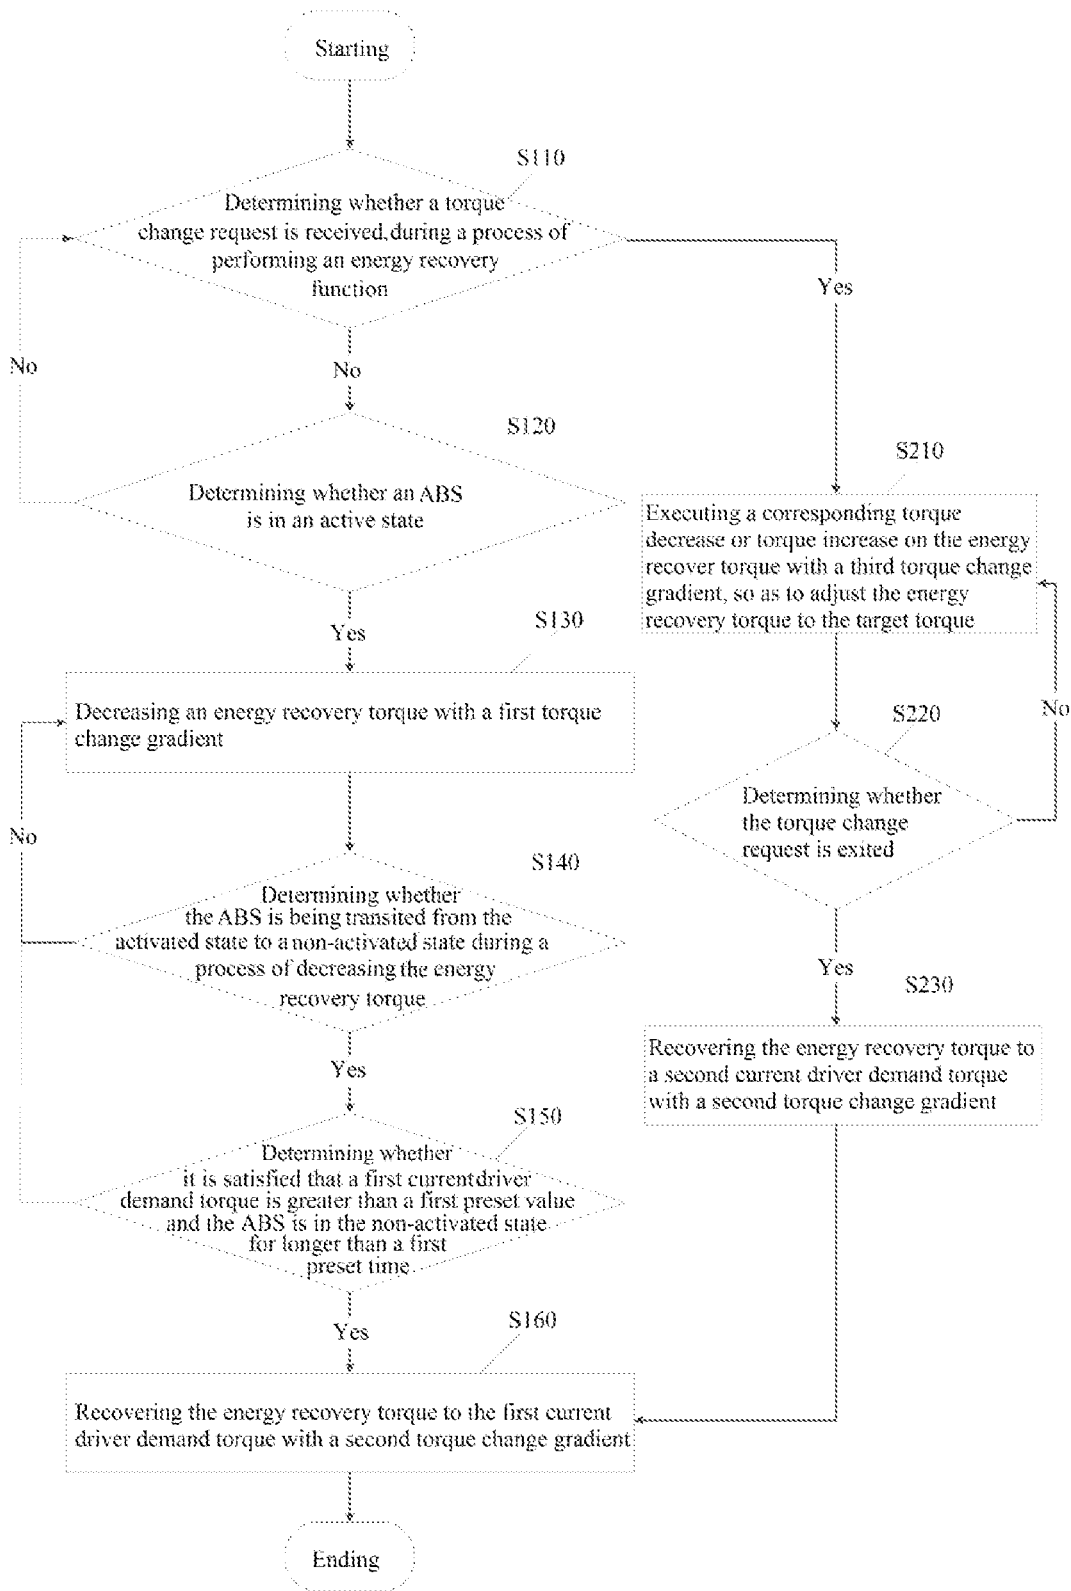 Starting
S110
Determining whether a torque
change request is received, during a process of
performing an energy recovery
function
Yes
No
No
S120
Determining whether an ABS
is in an active state
S210
Executing a corresponding torque
decrease or torque increase on the energy
recover torque with a third torque change
gradient, so as to adjust the energy
recovery torque to the target torque
Yes
S130
Decreasing an energy recovery torque with a first torque
change gradient
No
S220
Determining whether
the torque change
request is exited
No
S140
Determining whether
the ABS is being transited from the
activated state to a non-activated state during a
process of decreasing the energy
recovery torque
Yes
S230
Recovering the energy recovery torque to
a second current driver demand torque
with a second torque change gradient
Yes
S150
Determining whether
it is satisfied that a first current driver
demand torque is greater than a first preset value
and the ABS is in the non-activated state
for longer than a first
preset time
Yes
S160
Recovering the energy recovery torque to the first current
driver demand torque with a second torque change gradient
Ending